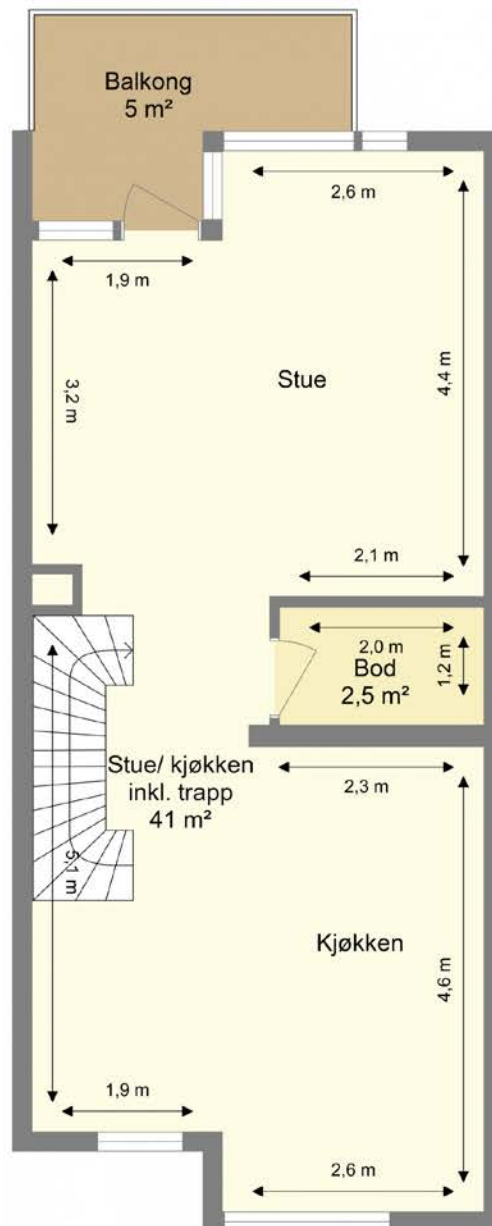 Balkong
5 m²
2,6 m
1,9 m
3,2 m
Stue
4,4 m
2,1 m
2,0 m
Bod
2,5 m²
1,2 m
Stue/ kjøkken
inkl. trapp
41 m²
2,3 m
5,1 m
Kjøkken
4,6 m
1,9 m
2,6 m